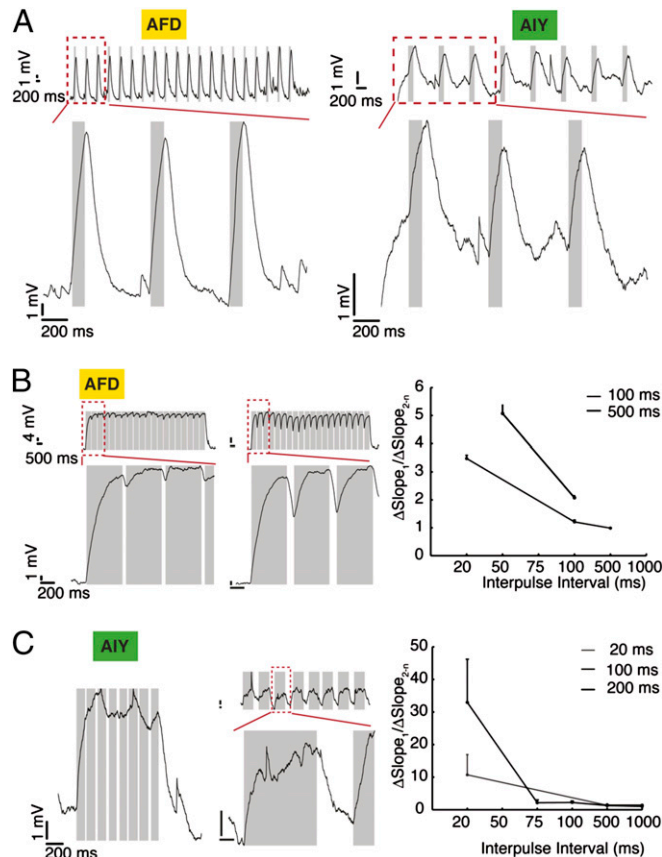 A
AFD
AIY
1 mV
200 ms
1 mV
200 ms
1 mV
200 ms
1 mV
200 ms
B
AFD
4 mV
500 ms
1 mV
200 ms
ΔSlope1/ΔSlope2-n
6
5
4
3
2
1
0
100 ms
500 ms
20 50 75 100 500 1000
Interpulse Interval (ms)
C
AIY
1 mV
200 ms
ΔSlope1/ΔSlope2-n
50
40
30
20
10
0
20 ms
100 ms
200 ms
20 75 100 500 1000
Interpulse Interval (ms)